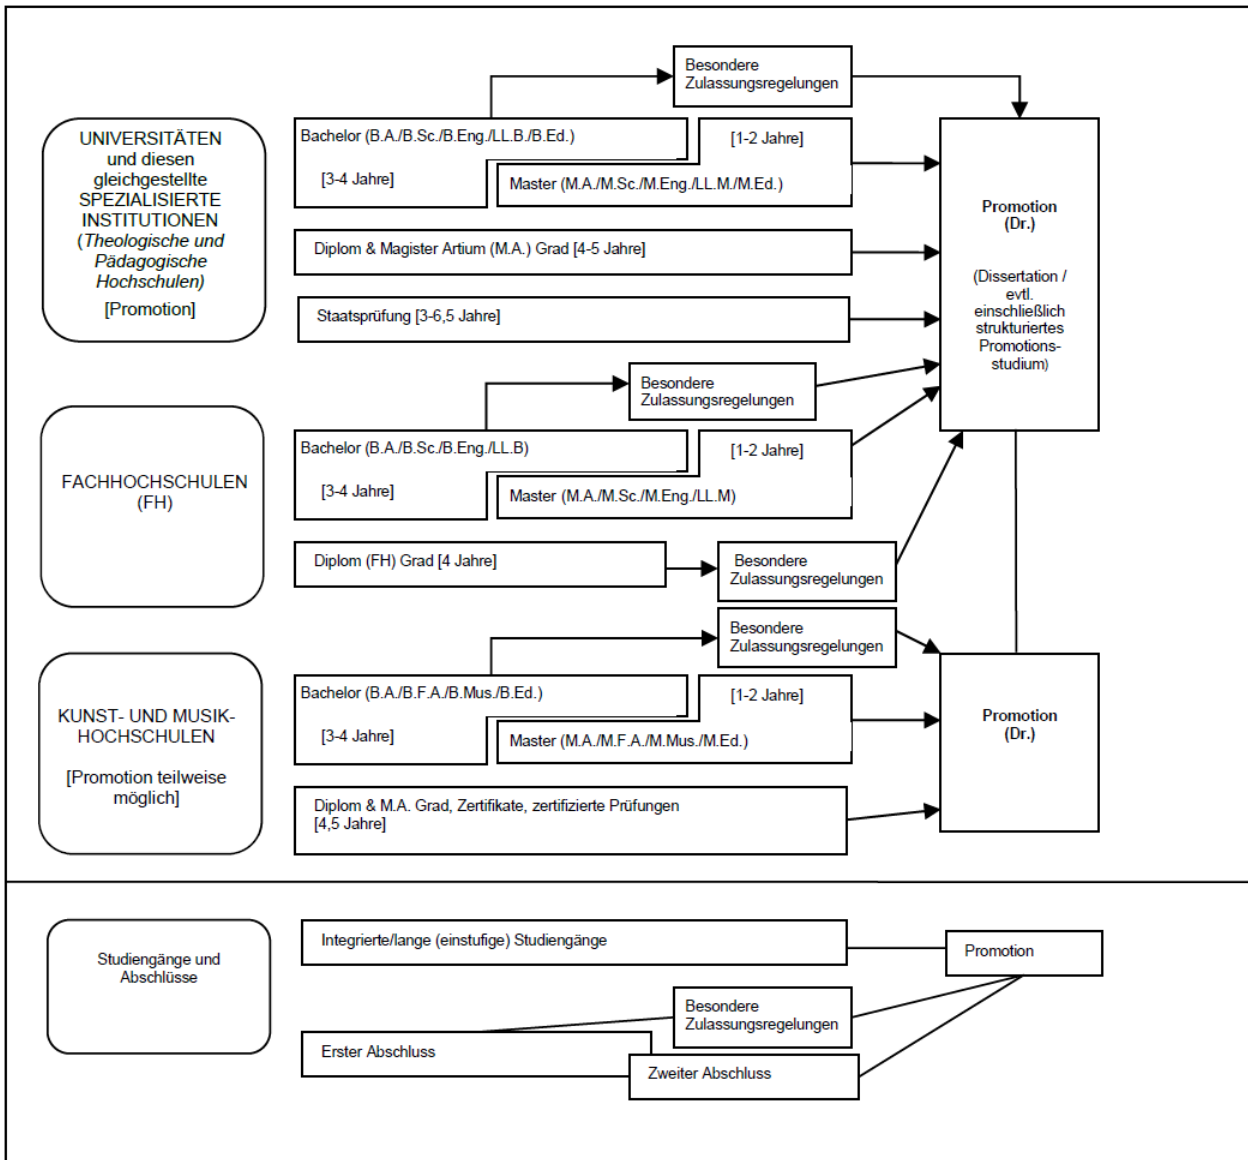 Besondere
Zulassungsregelungen
UNIVERSITÄTEN
und diesen
gleichgestellte
SPEZIALISIERTE
INSTITUTIONEN
(Theologische und
Pädagogische
Hochschulen)
[Promotion]
Bachelor (B.A./B.Sc./B.Eng./LL.B./B.Ed.)
[3-4 Jahre]
[1-2 Jahre]
Master (M.A./M.Sc./M.Eng./LL.M./M.Ed.)
Diplom & Magister Artium (M.A.) Grad [4-5 Jahre]
Staatsprüfung [3-6,5 Jahre]
Promotion
(Dr.)
(Dissertation /
evtl.
einschließlich
strukturiertes
Promotions-
studium)
Besondere
Zulassungsregelungen
FACHHOCHSCHULEN
(FH)
Bachelor (B.A./B.Sc./B.Eng./LL.B)
[3-4 Jahre]
[1-2 Jahre]
Master (M.A./M.Sc./M.Eng./LL.M)
Diplom (FH) Grad [4 Jahre]
Besondere
Zulassungsregelungen
Besondere
Zulassungsregelungen
KUNST- UND MUSIK-
HOCHSCHULEN
[Promotion teilweise
möglich]
Bachelor (B.A./B.F.A./B.Mus./B.Ed.)
[3-4 Jahre]
[1-2 Jahre]
Master (M.A./M.F.A./M.Mus./M.Ed.)
Diplom & M.A. Grad, Zertifikate, zertifizierte Prüfungen
[4,5 Jahre]
Promotion
(Dr.)
Studiengänge und
Abschlüsse
Integrierte/lange (einstufige) Studiengänge
Promotion
Besondere
Zulassungsregelungen
Erster Abschluss
Zweiter Abschluss